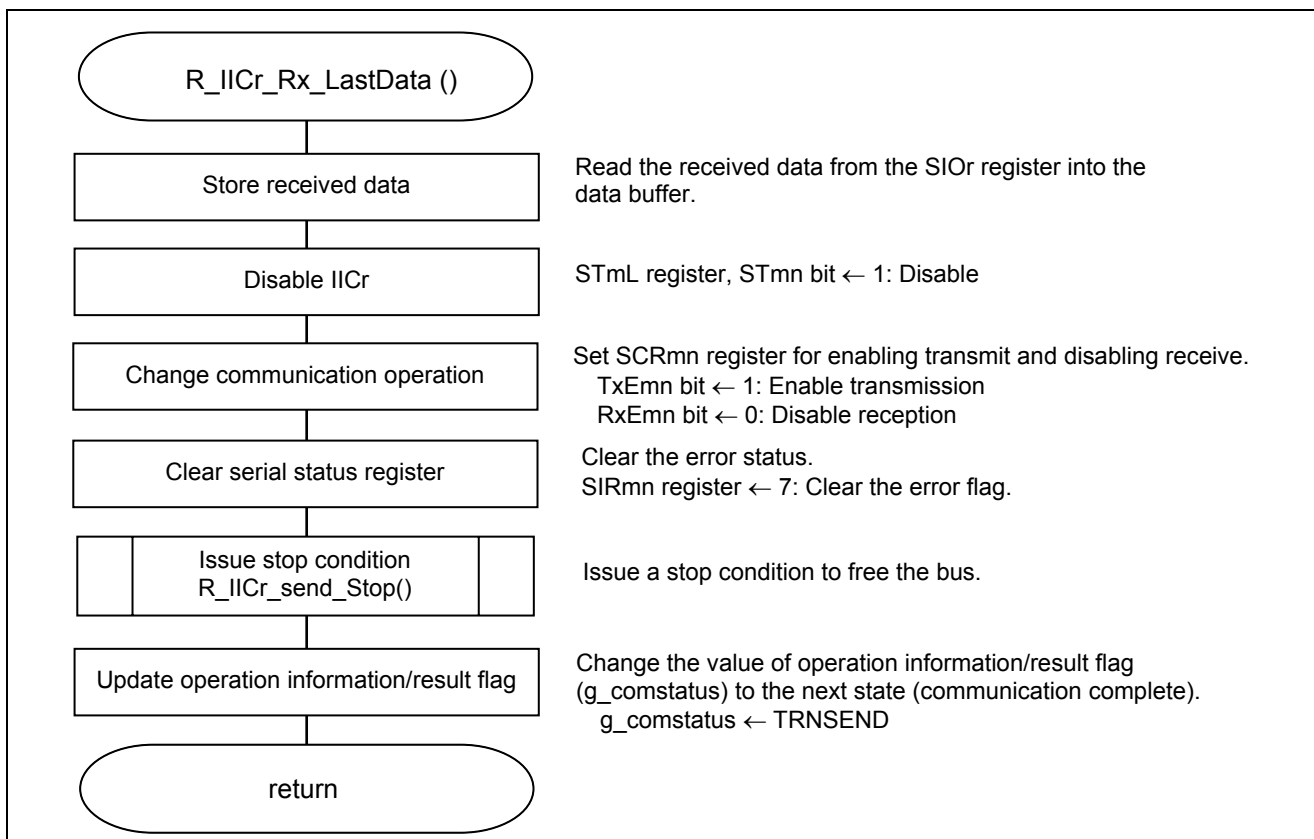 R_IICr_Rx_LastData ()
Store received data
Read the received data from the SIOr register into the
data buffer.
Disable IICr
STmL register, STmn bit ← 1: Disable
Change communication operation
Set SCRmn register for enabling transmit and disabling receive.
TxEmn bit ← 1: Enable transmission
RxEmn bit ← 0: Disable reception
Clear serial status register
Clear the error status.
SIRmn register ← 7: Clear the error flag.
Issue stop condition
R_IICr_send_Stop()
Issue a stop condition to free the bus.
Update operation information/result flag
Change the value of operation information/result flag
(g_comstatus) to the next state (communication complete).
g_comstatus ← TRNSEND
return